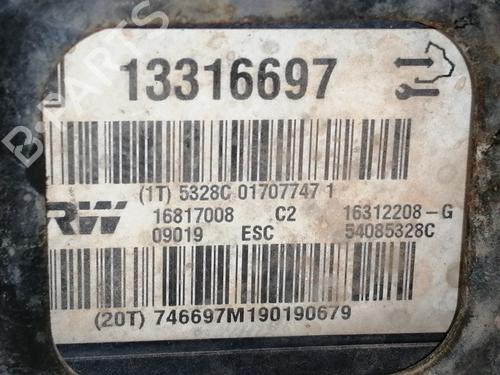 13316697
(1T) 5328C 01707747 1
RW 16817008 C2 16312208-G
09019 ESC 54085328C
(20T) 746697M190190679